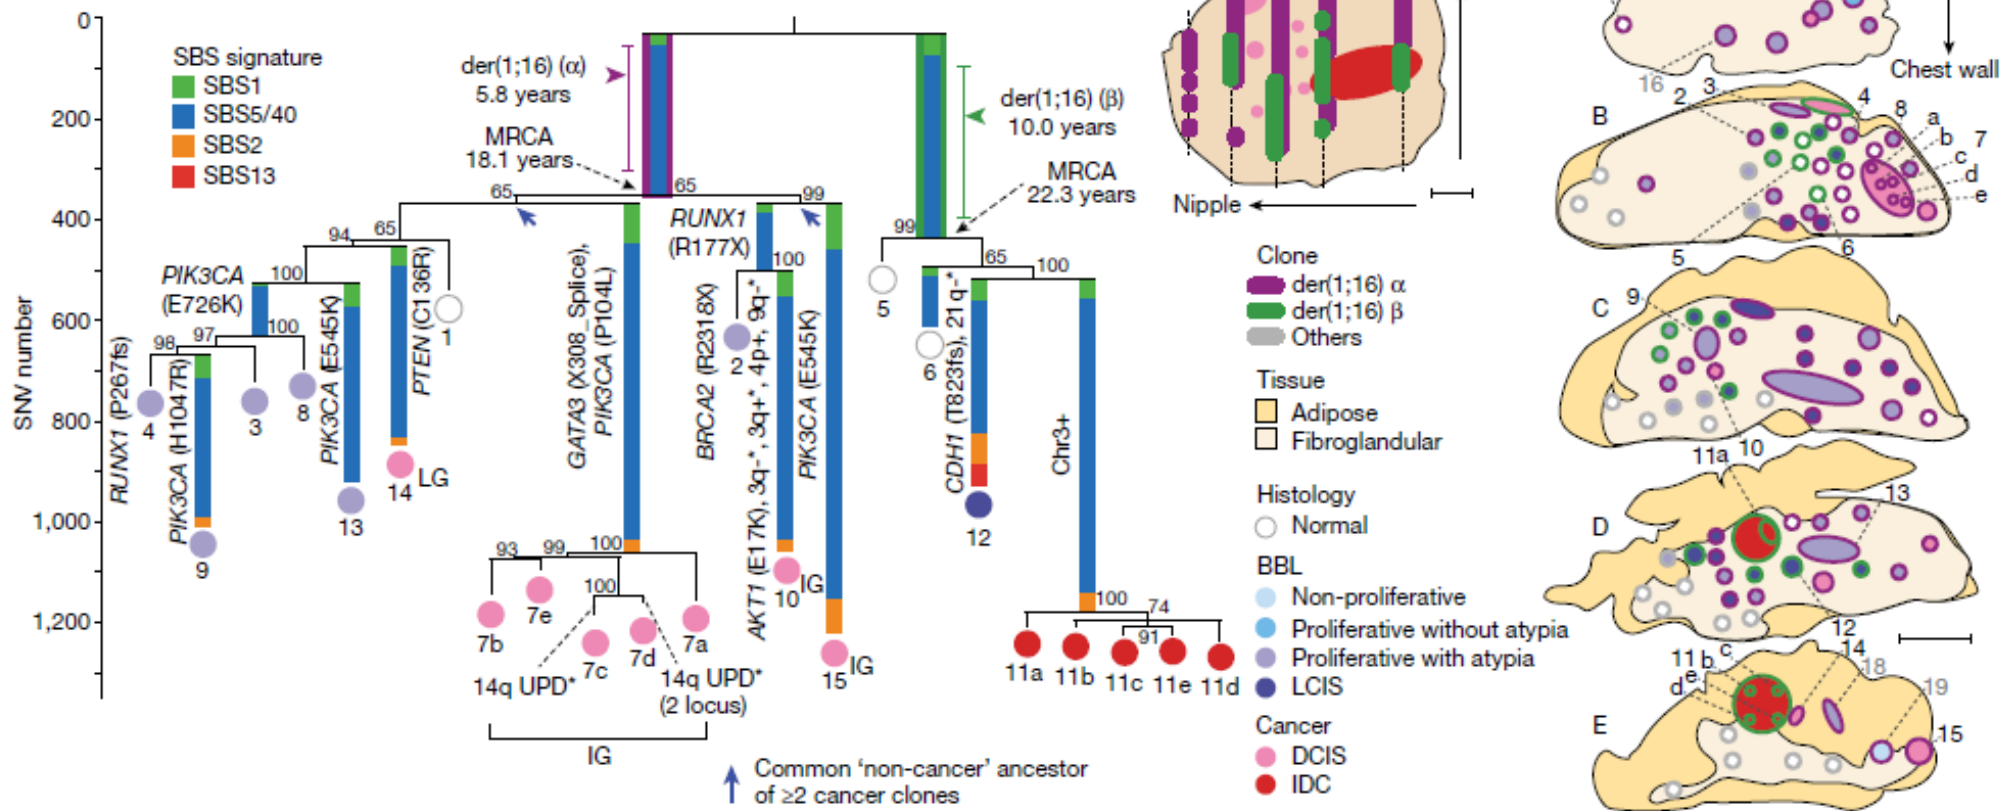 0
200
400
600
800
1,000
1,200
SNV number
SBS signature
SBS1
SBS5/40
SBS2
SBS13
der(1;16) (α)
5.8 years
MRCA
18.1 years
der(1;16) (β)
10.0 years
MRCA
22.3 years
65
65
99
99
RUNX1
(R177X)
94
65
100
100
65
100
PIK3CA
(E726K)
98
97
100
RUNX1 (P267fs)
PIK3CA (H1047R)
PIK3CA (E545K)
PTEN (C136R)
GATA3 (X308_Splice),
PIK3CA (P104L)
BRCA2 (R2318X)
AKT1 (E17K), 3q-*, 3q+*, 4p+, 9q-*
PIK3CA (E545K)
CDH1 (T823fs), 21q-*
Chr3+
4
9
3
8
13
14
LG
1
2
10
IG
15
IG
5
6
12
93
99
100
100
7b
7e
7c
7d
7a
14q UPD*
14q UPD*
(2 locus)
IG
100
74
91
11a
11b
11c
11e
11d
Common ‘non-cancer’ ancestor
of ≥2 cancer clones
Nipple
Clone
der(1;16) α
der(1;16) β
Others
Tissue
Adipose
Fibroglandular
Histology
Normal
BBL
Non-proliferative
Proliferative without atypia
Proliferative with atypia
LCIS
Cancer
DCIS
IDC
Chest wall
16
B
2
3
4
8
a
b
7
c
d
e
5
6
C
9
10
D
11a
13
12
E
11
b
c
d
e
14
18
19
15